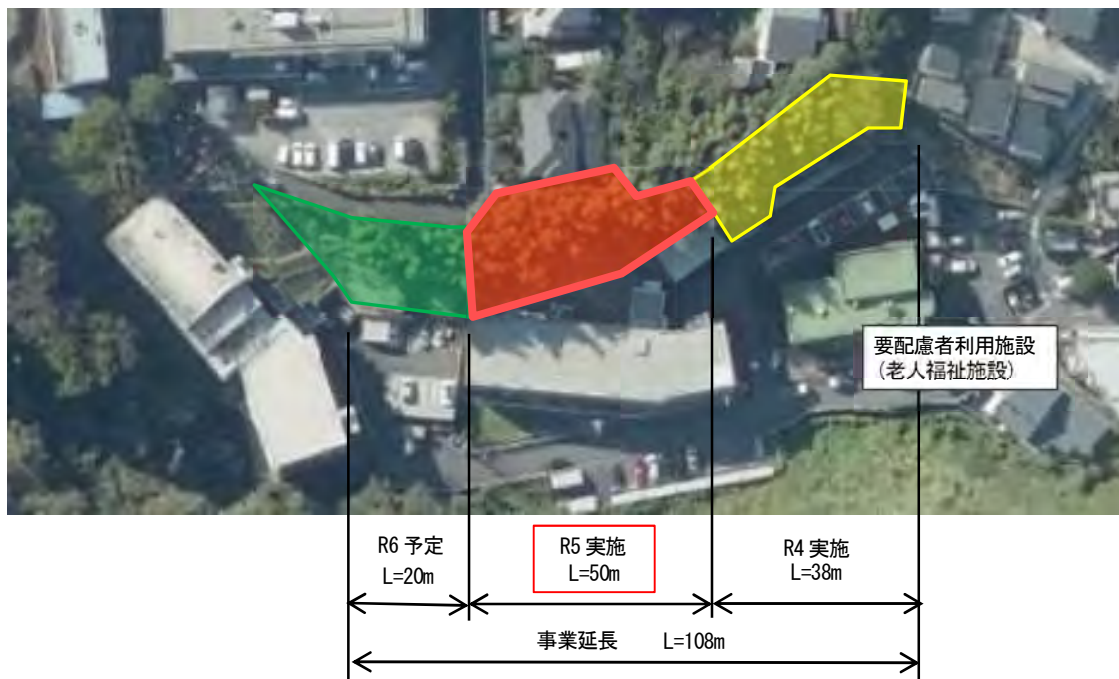 要配慮者利用施設
(老人福祉施設)
R6 予定
L=20m
R5 実施
L=50m
R4 実施
L=38m
事業延長 L=108m